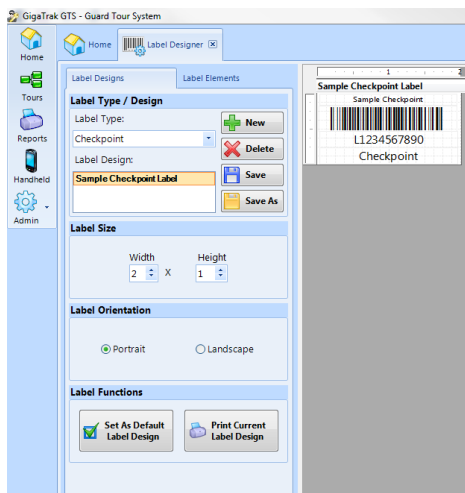 GigaTrak GTS - Guard Tour System
Home
Label Designer
Home
Tours
Reports
Handheld
Admin
Label Designs
Label Elements
Label Type / Design
Label Type:
Checkpoint
Label Design:
Sample Checkpoint Label
New
Delete
Save
Save As
Label Size
Width
Height
2 X 1
Label Orientation
Portrait
Landscape
Label Functions
Set As Default
Label Design
Print Current
Label Design
1
Sample Checkpoint Label
Sample Checkpoint
L1234567890
Checkpoint